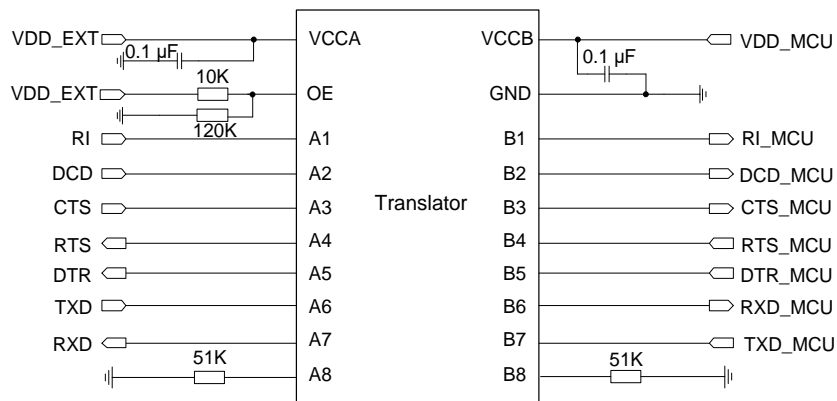 VDD_EXT VCCA VCCB VDD_MCU
0.1 µF 0.1 µF
10K
VDD_EXT OE GND
120K
RI A1 B1 RI_MCU
DCD A2 B2 DCD_MCU
CTS A3 Translator B3 CTS_MCU
RTS A4 B4 RTS_MCU
DTR A5 B5 DTR_MCU
TXD A6 B6 RXD_MCU
RXD A7 B7 TXD_MCU
51K A8 B8 51K